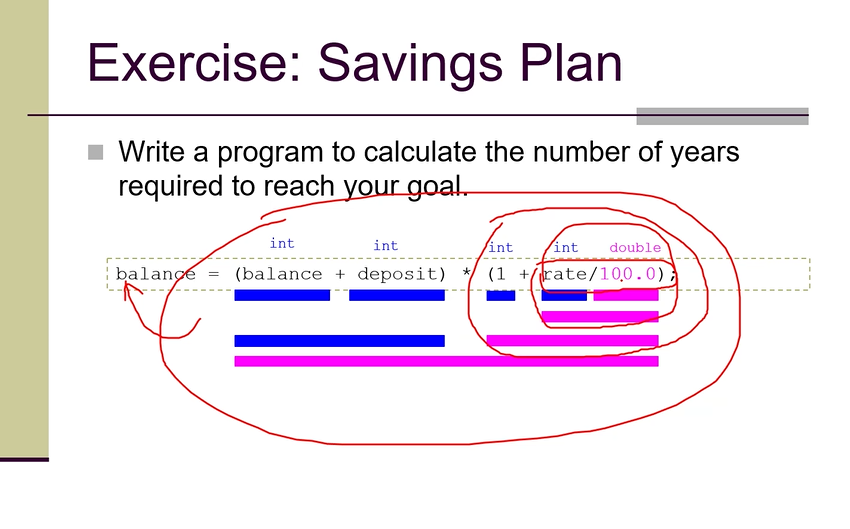 Exercise: Savings Plan
Write a program to calculate the number of years
required to reach your goal.
int int int int double
balance = (balance + deposit) * (1 + rate/100.0);